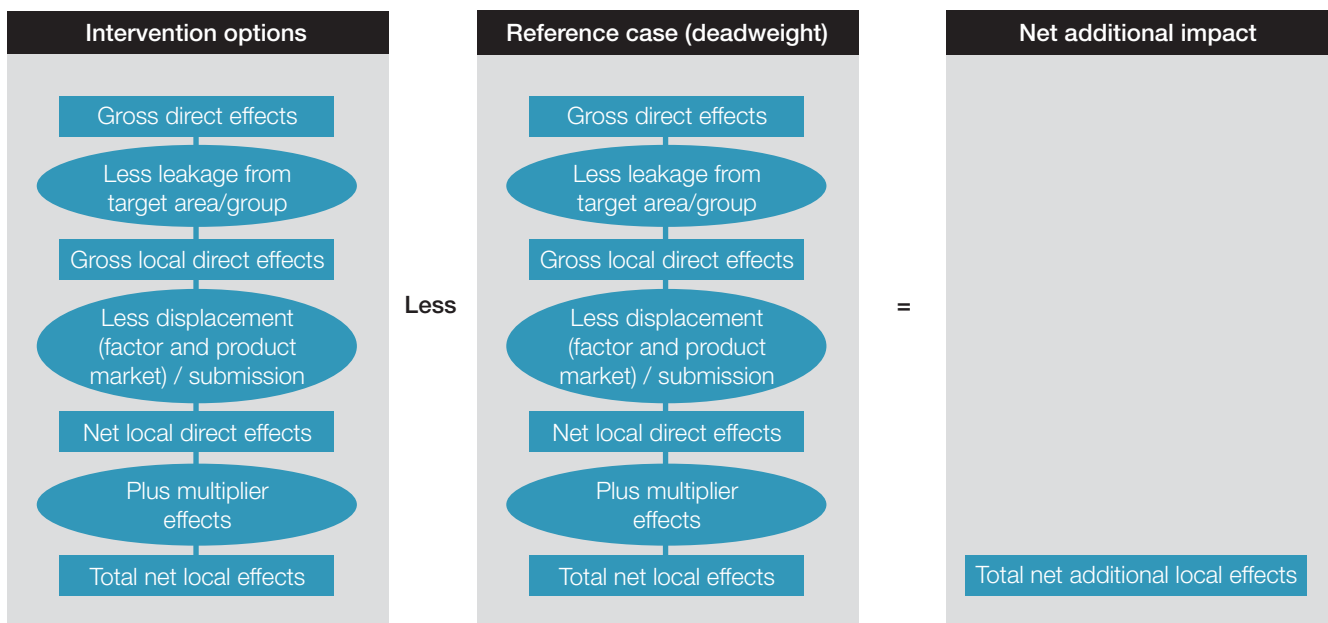 Intervention options
Gross direct effects
Less leakage from
target area/group
Gross local direct effects
Less displacement
(factor and product
market) / submission
Net local direct effects
Plus multiplier
effects
Total net local effects
Less
Reference case (deadweight)
Gross direct effects
Less leakage from
target area/group
Gross local direct effects
Less displacement
(factor and product
market) / submission
Net local direct effects
Plus multiplier
effects
Total net local effects
=
Net additional impact
Total net additional local effects